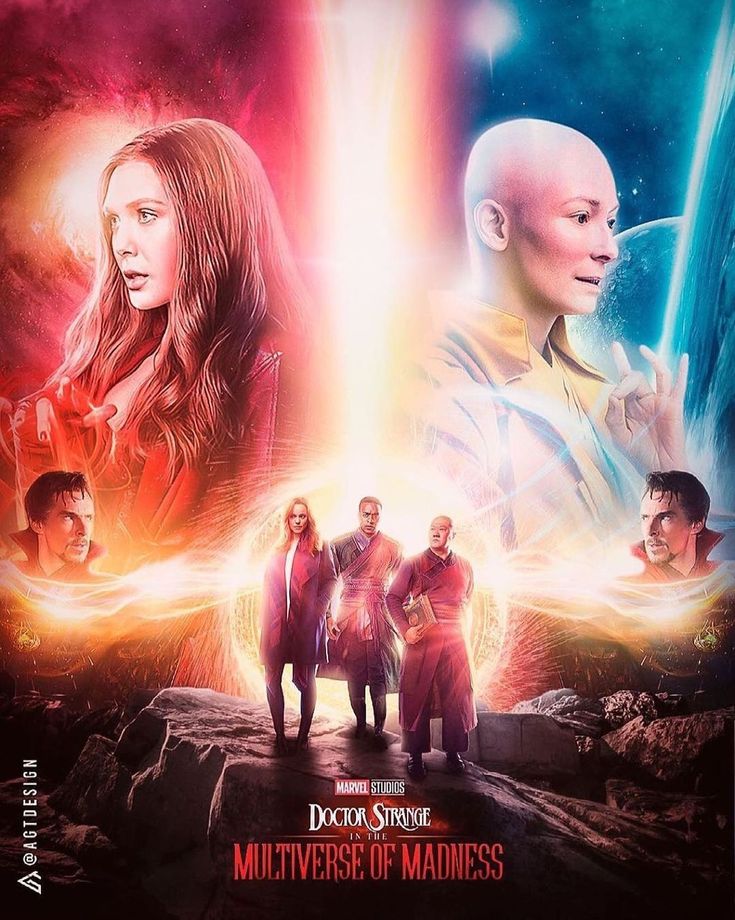 MARVEL STUDIOS
DOCTOR STRANGE
IN THE
MULTIVERSE OF MADNESS
@AGTDESIGN